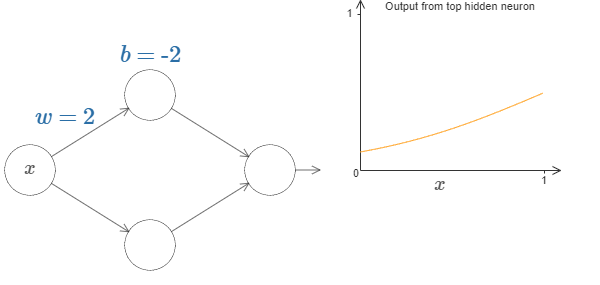 b = -2
w = 2
x
Output from top hidden neuron
1
0
x
1